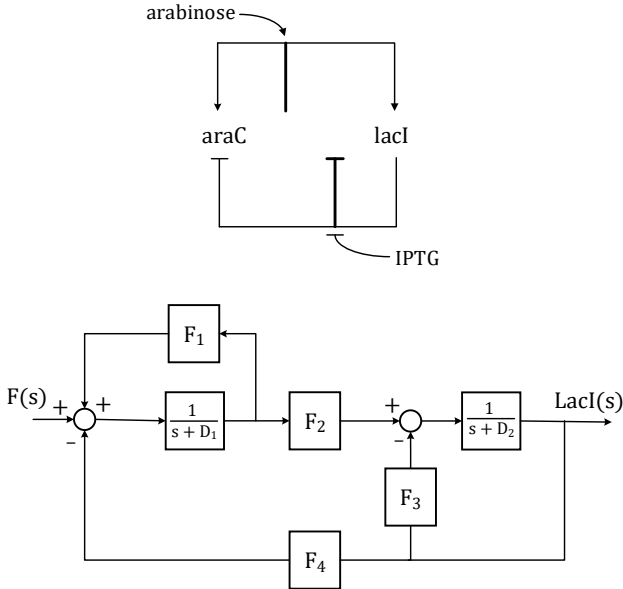 arabinose
araC
lacI
IPTG
F₁
F(s)
+
+
+
-
1
s + D₁
F₂
+
-
1
s + D₂
LacI(s)
F₃
F₄